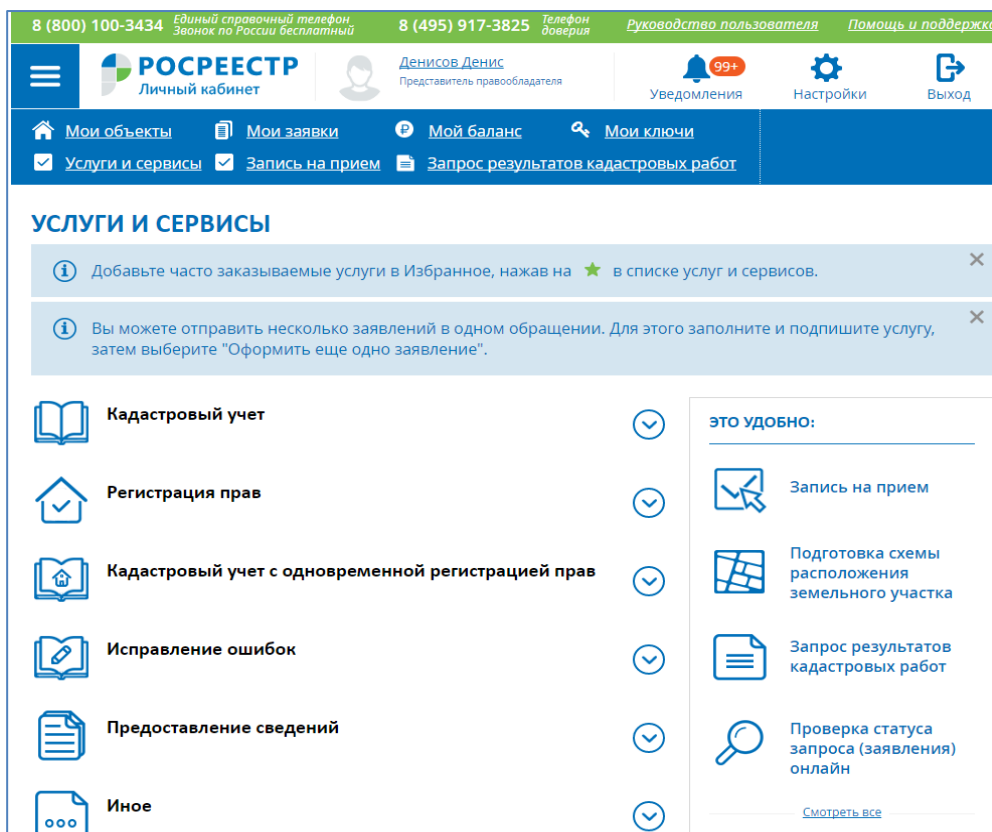 8 (800) 100-3434 Единый справочный телефон
Звонок по России бесплатный
8 (495) 917-3825 Телефон
доверия
Руководство пользователя
Помощь и поддержка
РОСРЕЕСТР
Личный кабинет
Денисов Денис
Представитель правообладателя
99+
Уведомления
Настройки
Выход
Мои объекты
Мои заявки
Мой баланс
Мои ключи
Услуги и сервисы
Запись на прием
Запрос результатов кадастровых работ
УСЛУГИ И СЕРВИСЫ
Добавьте часто заказываемые услуги в Избранное, нажав на ★ в списке услуг и сервисов.
Вы можете отправить несколько заявлений в одном обращении. Для этого заполните и подпишите услугу,
затем выберите "Оформить еще одно заявление".
Кадастровый учет
Регистрация прав
Кадастровый учет с одновременной регистрацией прав
Исправление ошибок
Предоставление сведений
Иное
ЭТО УДОБНО:
Запись на прием
Подготовка схемы
расположения
земельного участка
Запрос результатов
кадастровых работ
Проверка статуса
запроса (заявления)
онлайн
Смотреть все